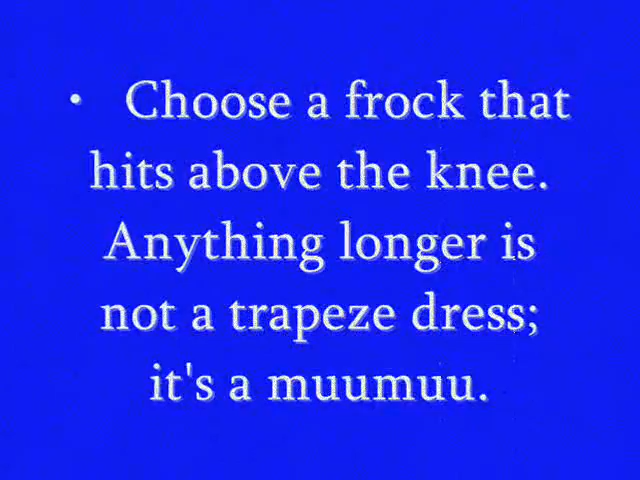 • Choose a frock that
hits above the knee.
Anything longer is
not a trapeze dress;
it's a muumuu.